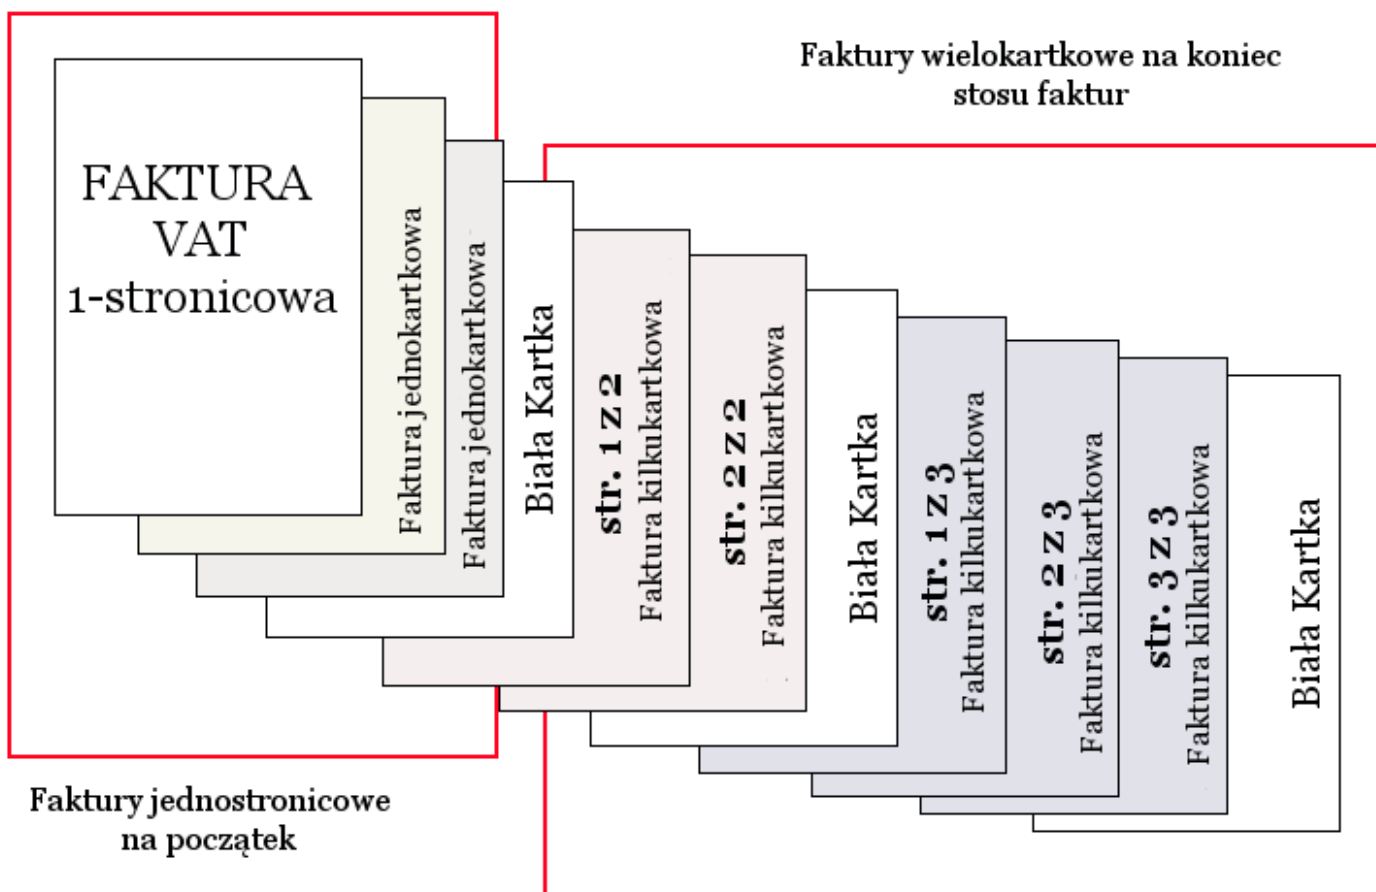 Faktury wielokartkowe na koniec
stosu faktur
FAKTURA
VAT
1-stronicowa
Faktura jednokartkowa
Faktura jednokartkowa
Biała Kartka
str. 1 z 2
Faktura kilkukartkowa
str. 2 z 2
Faktura kilkukartkowa
Biała Kartka
str. 1 z 3
Faktura kilkukartkowa
str. 2 z 3
Faktura kilkukartkowa
str. 3 z 3
Faktura kilkukartkowa
Biała Kartka
Faktury jednostronicowe
na początek